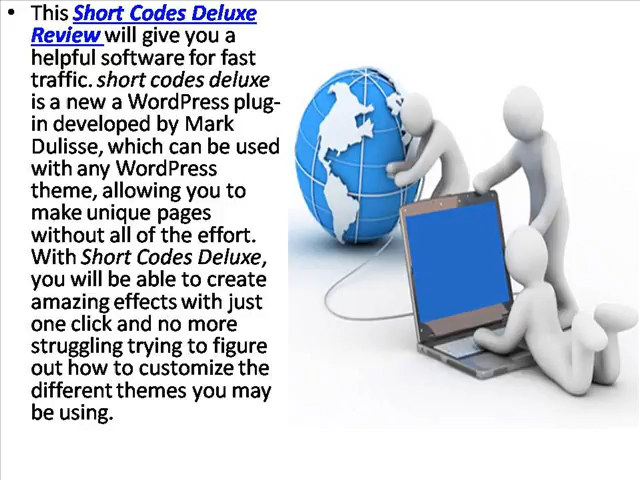 • This Short Codes Deluxe
Review will give you a
helpful software for fast
traffic. short codes deluxe
is a new a WordPress plug-
in developed by Mark
Dulisse, which can be used
with any WordPress
theme, allowing you to
make unique pages
without all of the effort.
With Short Codes Deluxe,
you will be able to create
amazing effects with just
one click and no more
struggling trying to figure
out how to customize the
different themes you may
be using.